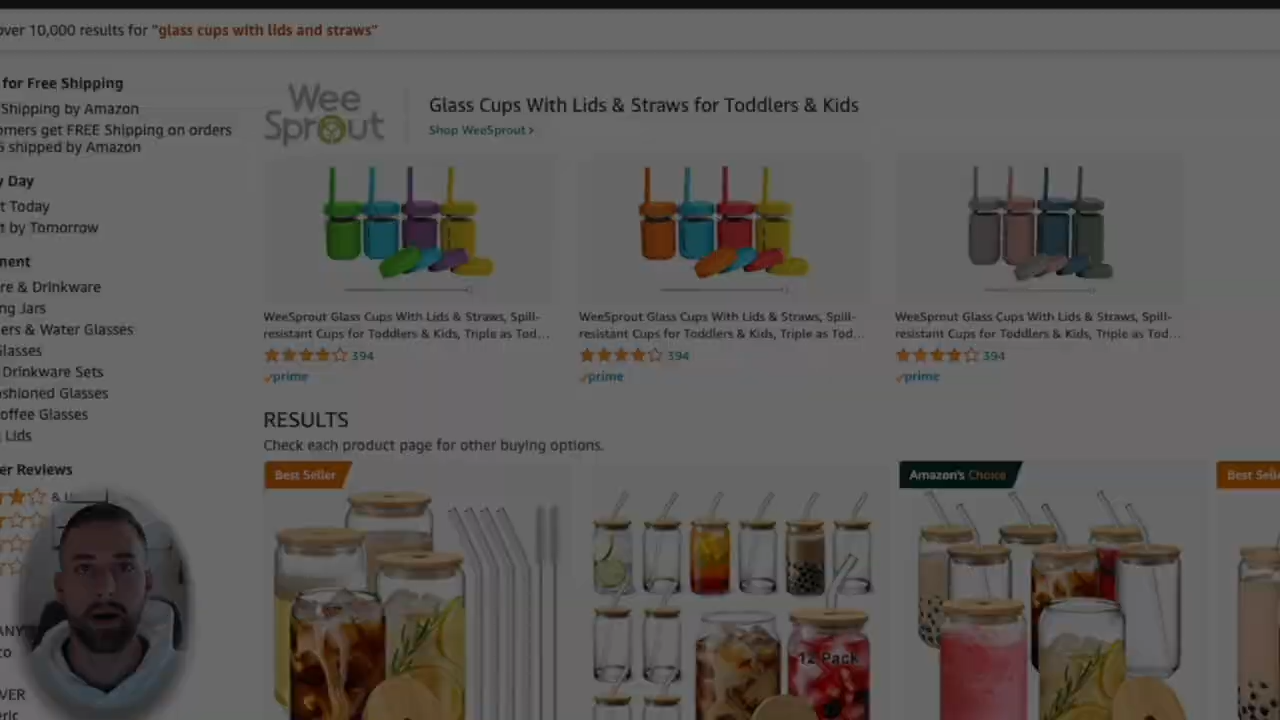 over 10,000 results for "glass cups with lids and straws"
for Free Shipping
Shipping by Amazon
omers get FREE Shipping on orders
shipped by Amazon
Day
Today
t by Tomorrow
ment
re & Drinkware
ng Jars
ers & Water Glasses
Glasses
Drinkware Sets
ashioned Glasses
offee Glasses
Lids
er Reviews
&
Wee
Sprout
Glass Cups With Lids & Straws for Toddlers & Kids
Shop WeeSprout ›
WeeSprout Glass Cups With Lids & Straws, Spill-
resistant Cups for Toddlers & Kids, Triple as Tod...
394
prime
WeeSprout Glass Cups With Lids & Straws, Spill-
resistant Cups for Toddlers & Kids, Triple as Tod...
394
prime
WeeSprout Glass Cups With Lids & Straws, Spill-
resistant Cups for Toddlers & Kids, Triple as Tod...
394
prime
RESULTS
Check each product page for other buying options.
Best Seller
Amazon's Choice
Best Selle
12 Pack
ANY
co
VER
eric